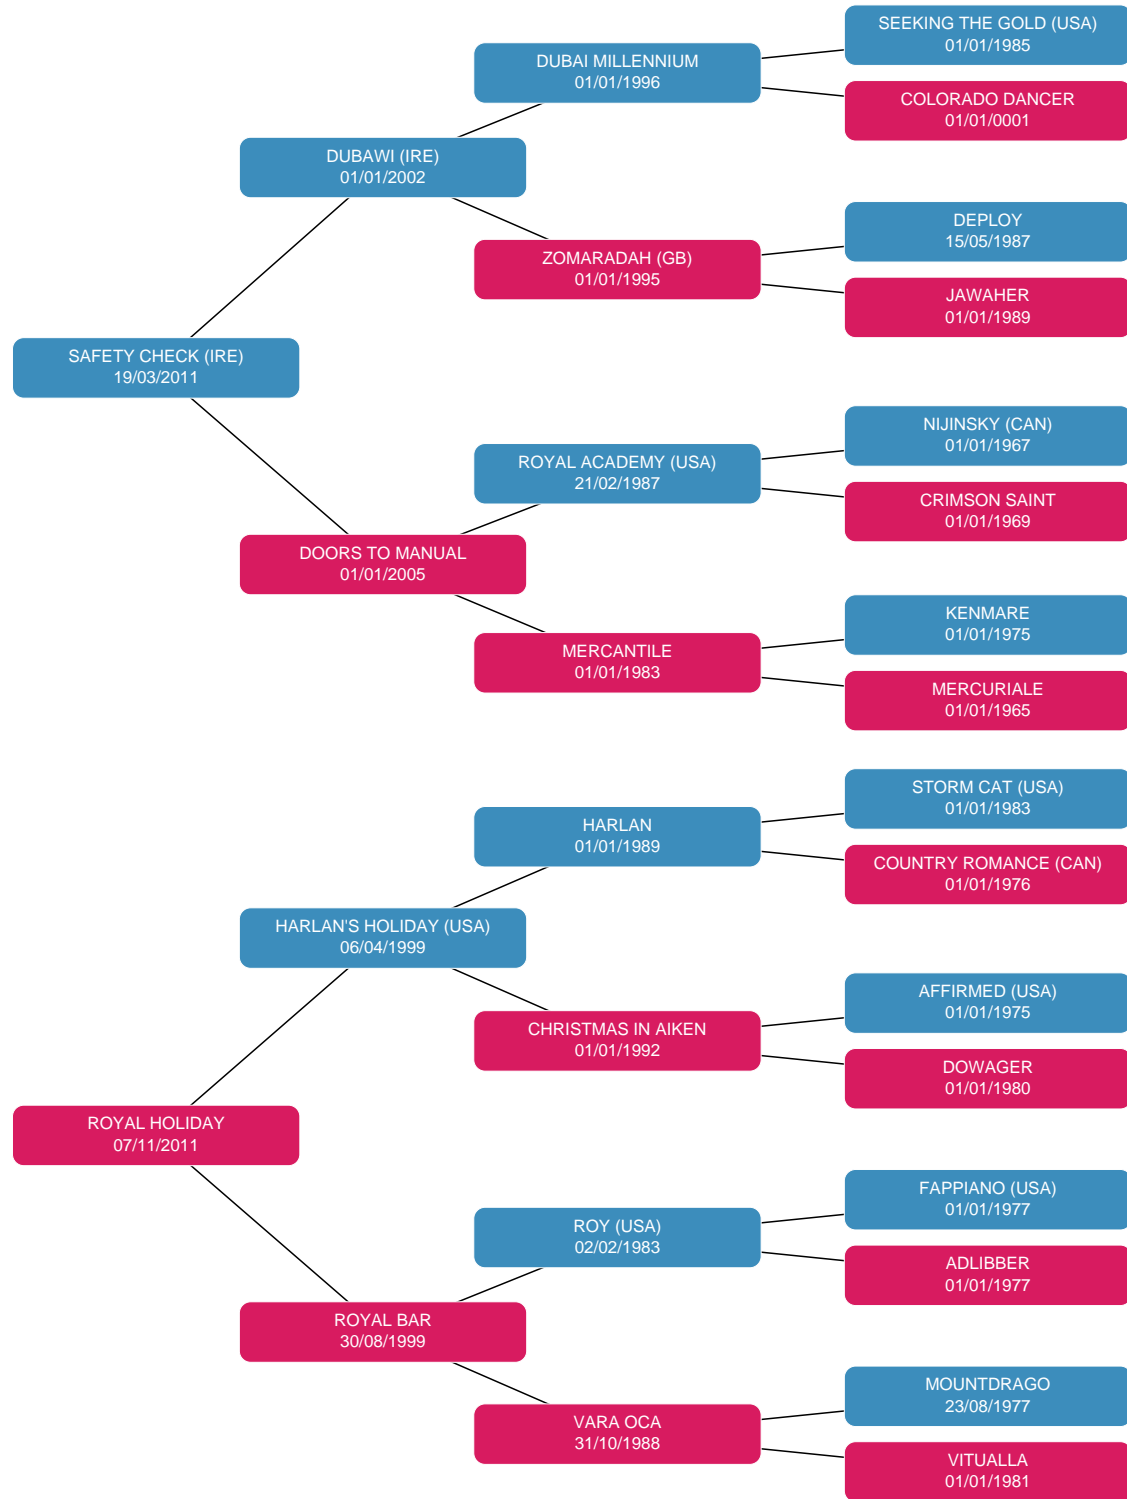 SEEKING THE GOLD (USA)
01/01/1985
DUBAI MILLENNIUM
01/01/1996
COLORADO DANCER
01/01/0001
DUBAWI (IRE)
01/01/2002
DEPLOY
15/05/1987
ZOMARADAH (GB)
01/01/1995
JAWAHER
01/01/1989
SAFETY CHECK (IRE)
19/03/2011
NIJINSKY (CAN)
01/01/1967
ROYAL ACADEMY (USA)
21/02/1987
CRIMSON SAINT
01/01/1969
DOORS TO MANUAL
01/01/2005
KENMARE
01/01/1975
MERCANTILE
01/01/1983
MERCURIALE
01/01/1965
STORM CAT (USA)
01/01/1983
HARLAN
01/01/1989
COUNTRY ROMANCE (CAN)
01/01/1976
HARLAN'S HOLIDAY (USA)
06/04/1999
AFFIRMED (USA)
01/01/1975
CHRISTMAS IN AIKEN
01/01/1992
DOWAGER
01/01/1980
ROYAL HOLIDAY
07/11/2011
FAPPIANO (USA)
01/01/1977
ROY (USA)
02/02/1983
ADLIBBER
01/01/1977
ROYAL BAR
30/08/1999
MOUNTDRAGO
23/08/1977
VARA OCA
31/10/1988
VITUALLA
01/01/1981